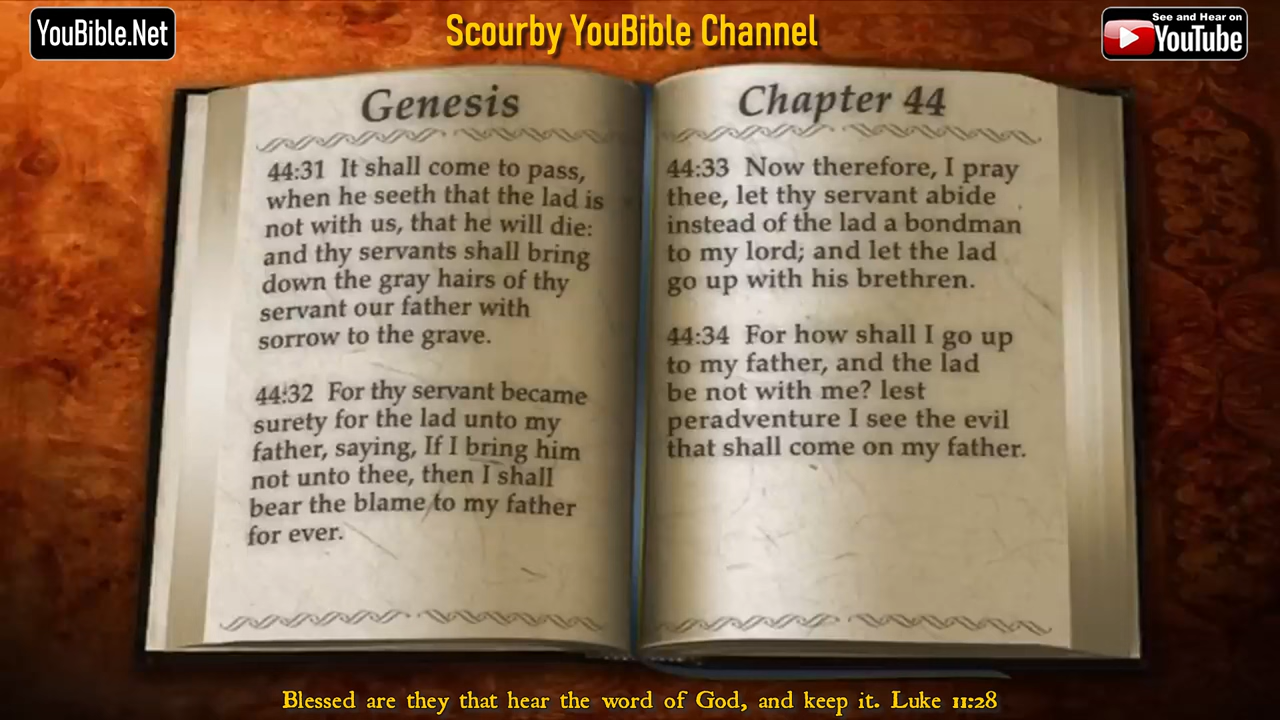 YouBible.Net
Scourby YouBible Channel
See and Hear on
YouTube
Genesis
44:31 It shall come to pass,
when he seeth that the lad is
not with us, that he will die:
and thy servants shall bring
down the gray hairs of thy
servant our father with
sorrow to the grave.
44:32 For thy servant became
surety for the lad unto my
father, saying, If I bring him
not unto thee, then I shall
bear the blame to my father
for ever.
Chapter 44
44:33 Now therefore, I pray
thee, let thy servant abide
instead of the lad a bondman
to my lord; and let the lad
go up with his brethren.
44:34 For how shall I go up
to my father, and the lad
be not with me? lest
peradventure I see the evil
that shall come on my father.
Blessed are they that hear the word of God, and keep it. Luke 11:28